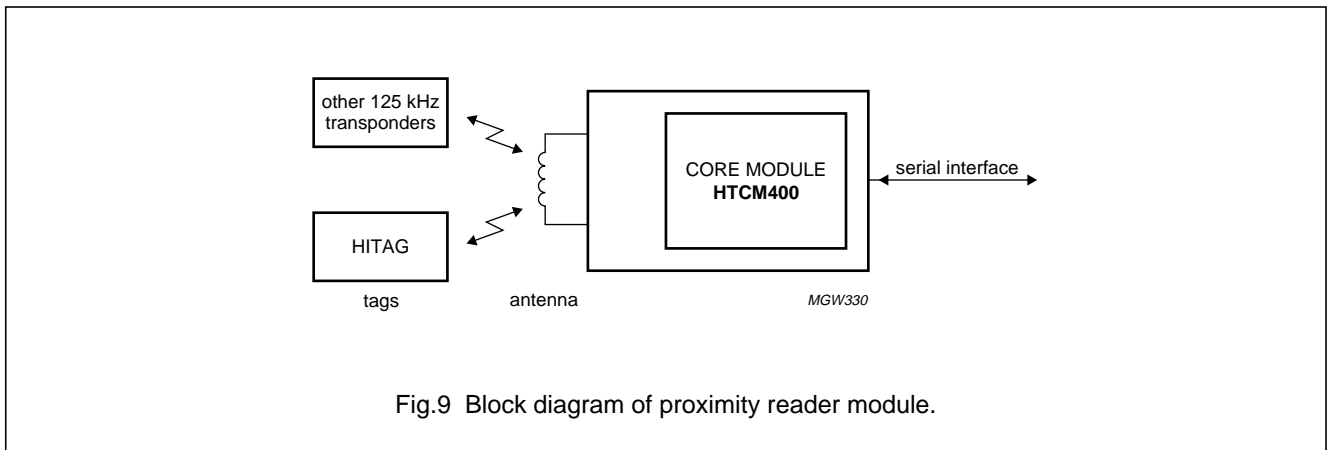 other 125 kHz
transponders
HITAG
tags
antenna
CORE MODULE
HTCM400
serial interface
MGW330
Fig.9 Block diagram of proximity reader module.